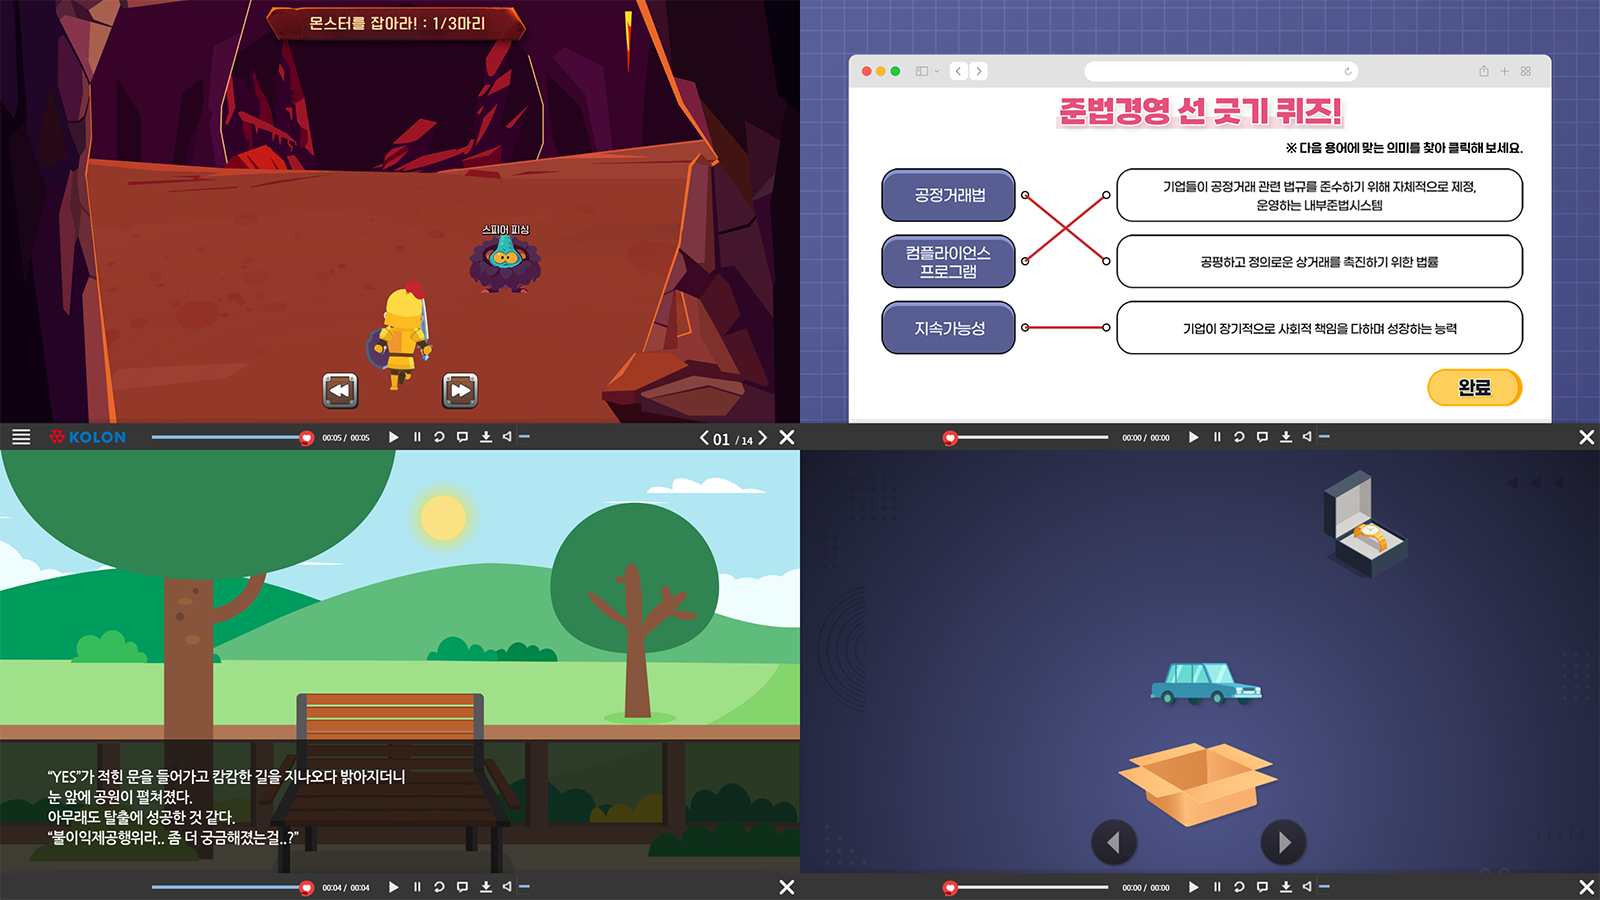 몬스터를 잡아라! : 1/3마리
스피어 피싱
KOLON
00:05 / 00:05
01 / 14
준법경영 선 긋기 퀴즈!
※ 다음 용어에 맞는 의미를 찾아 클릭해 보세요.
공정거래법
기업들이 공정거래 관련 법규를 준수하기 위해 자체적으로 제정,
운영하는 내부준법시스템
컴플라이언스
프로그램
공평하고 정의로운 상거래를 촉진하기 위한 법률
지속가능성
기업이 장기적으로 사회적 책임을 다하며 성장하는 능력
완료
00:00 / 00:00
“YES”가 적힌 문을 들어가고 캄캄한 길을 지나오다 밝아지더니
눈 앞에 공원이 펼쳐졌다.
아무래도 탈출에 성공한 것 같다.
“불이익제공행위라.. 좀 더 궁금해졌는걸..?”
00:04 / 00:04
00:00 / 00:00